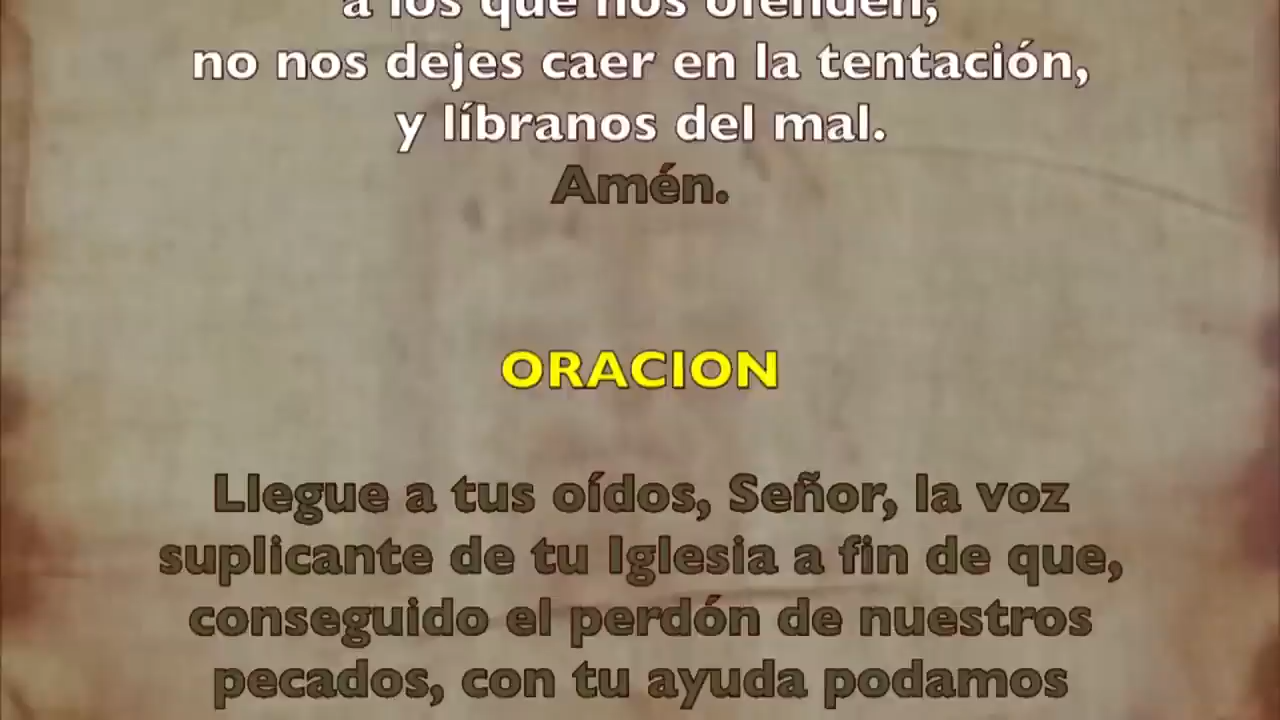 a los que nos ofenden;
no nos dejes caer en la tentación,
y líbranos del mal.
Amén.
ORACION
Llegue a tus oídos, Señor, la voz
suplicante de tu Iglesia a fin de que,
conseguido el perdón de nuestros
pecados, con tu ayuda podamos